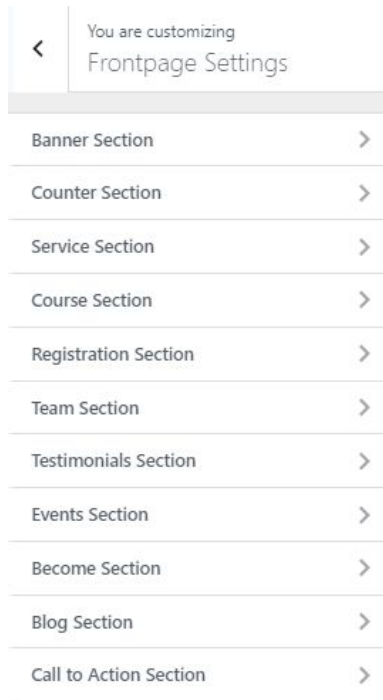 You are customizing
Frontpage Settings
Banner Section
Counter Section
Service Section
Course Section
Registration Section
Team Section
Testimonials Section
Events Section
Become Section
Blog Section
Call to Action Section